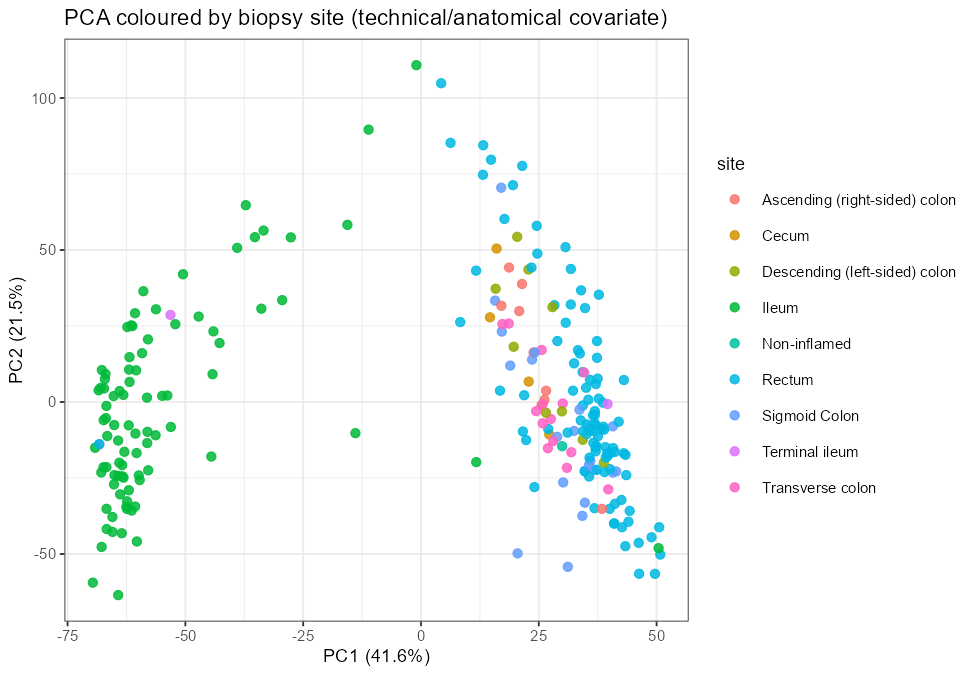 PCA coloured by biopsy site (technical/anatomical covariate)
100
50
0
-50
PC2 (21.5%)
-75
-50
-25
0
25
50
PC1 (41.6%)
site
Ascending (right-sided) colon
Cecum
Descending (left-sided) colon
Ileum
Non-inflamed
Rectum
Sigmoid Colon
Terminal ileum
Transverse colon